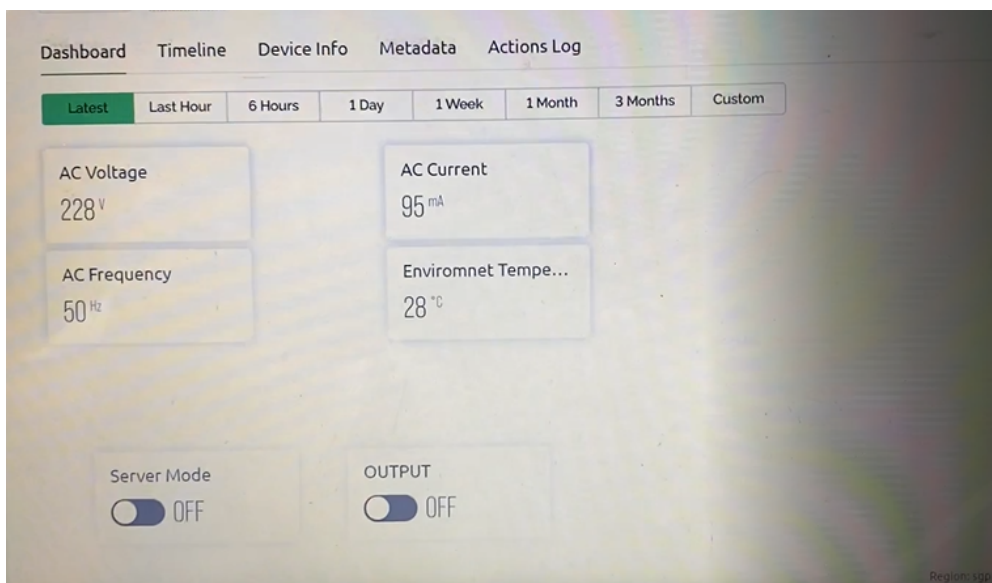 Dashboard Timeline Device Info Metadata Actions Log
Latest Last Hour 6 Hours 1 Day 1 Week 1 Month 3 Months Custom
AC Voltage AC Current
228 V 95 mA
AC Frequency Enviromnet Tempe...
50 Hz 28 °C
Server Mode OUTPUT
OFF OFF
Region: sgp